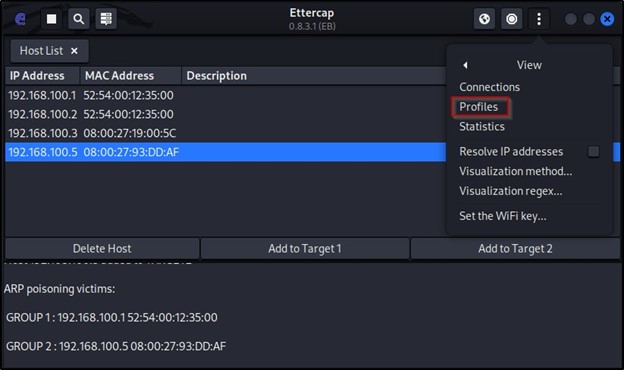 Ettercap
0.8.3.1 (EB)
Host List ×
IP Address MAC Address Description
192.168.100.1 52:54:00:12:35:00
192.168.100.2 52:54:00:12:35:00
192.168.100.3 08:00:27:19:00:5C
192.168.100.5 08:00:27:93:DD:AF
View
Connections
Profiles
Statistics
Resolve IP addresses
Visualization method...
Visualization regex...
Set the WiFi key...
Delete Host Add to Target 1 Add to Target 2
ARP poisoning victims:
GROUP 1 : 192.168.100.1 52:54:00:12:35:00
GROUP 2 : 192.168.100.5 08:00:27:93:DD:AF